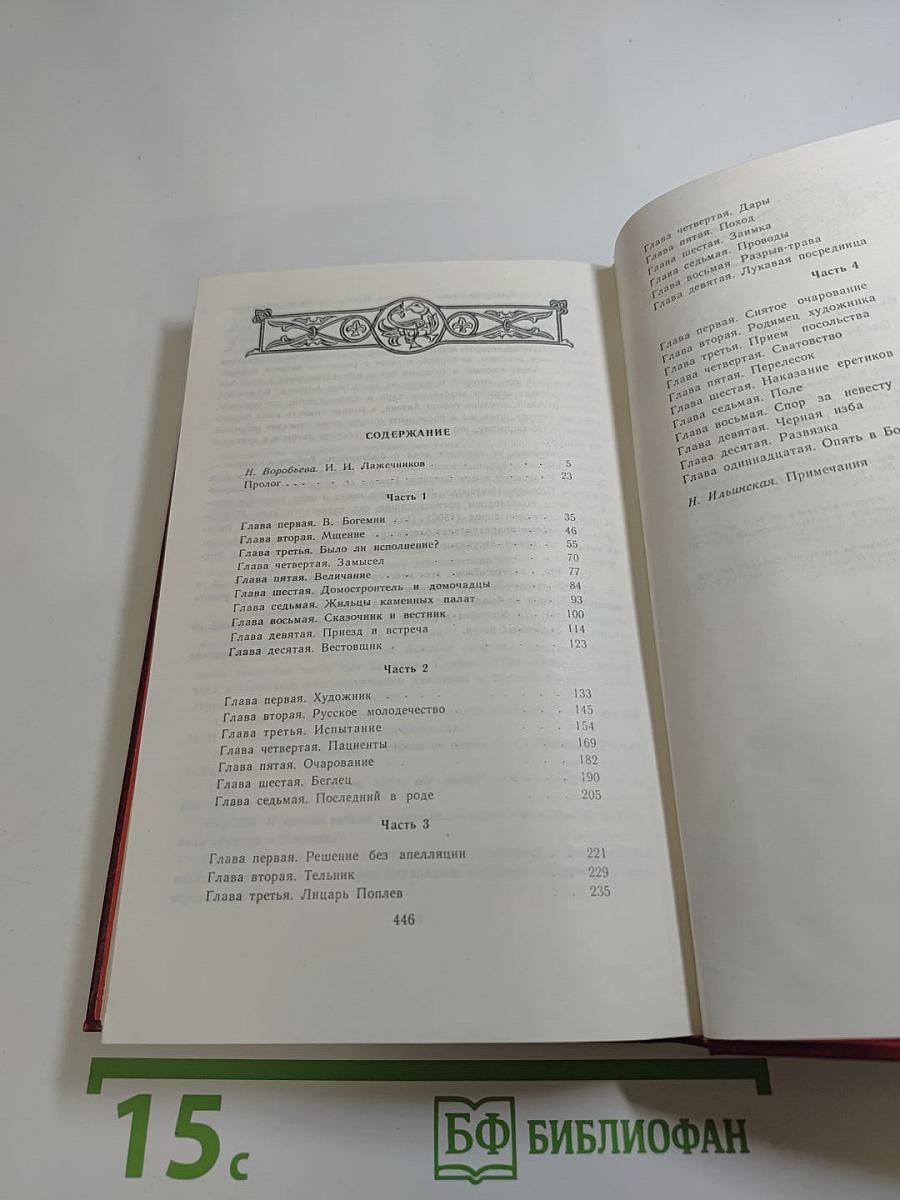 СОДЕРЖАНИЕ
Н. Воробьева. И. И. Лажечников . . . . . 5
Пролог . . . . . . . . . 23
Часть 1
Глава первая. В. Богемии . . . . . . . 35
Глава вторая. Мщение . . . . . . . . 46
Глава третья. Было ли исполнение? . . . . . 55
Глава четвертая. Замысел . . . . . 70
Глава пятая. Величание . . . . . . . 77
Глава шестая. Домостроитель и домочадцы . . . . 84
Глава седьмая. Жильцы каменных палат . . . . 93
Глава восьмая. Сказочник и вестник . . . . . 100
Глава девятая. Приезд и встреча . . . . . 114
Глава десятая. Вестовщик . . . . . . 123
Часть 2
Глава первая. Художник . . . . . . . 133
Глава вторая. Русское молодечество . . . . . 145
Глава третья. Испытание . . . . . . 154
Глава четвертая. Пациенты . . . . . . 169
Глава пятая. Очарование . . . . . . 182
Глава шестая. Беглец . . . . 190
Глава седьмая. Последний в роде . . . . 205
Часть 3
Глава первая. Решение без апелляции . . . . 221
Глава вторая. Тельник . . . . 229
Глава третья. Лицарь Поплев . . 235
446
Глава четвертая. Дары
Глава пятая. Поход
Глава шестая. Заимка
Глава седьмая. Проводы
Глава восьмая. Разрыв-трава
Глава девятая. Лукавая посредница
Часть 4
Глава первая. Снятое очарование
Глава вторая. Родимец художника
Глава третья. Прием посольства
Глава четвертая. Сватовство
Глава пятая. Перелесок
Глава шестая. Наказание еретиков
Глава седьмая. Поле
Глава восьмая. Спор за невесту
Глава девятая. Черная изба
Глава десятая. Развязка
Глава одиннадцатая. Опять в Бо
Н. Ильинская. Примечания
15 с
БФ БИБЛИОФАН